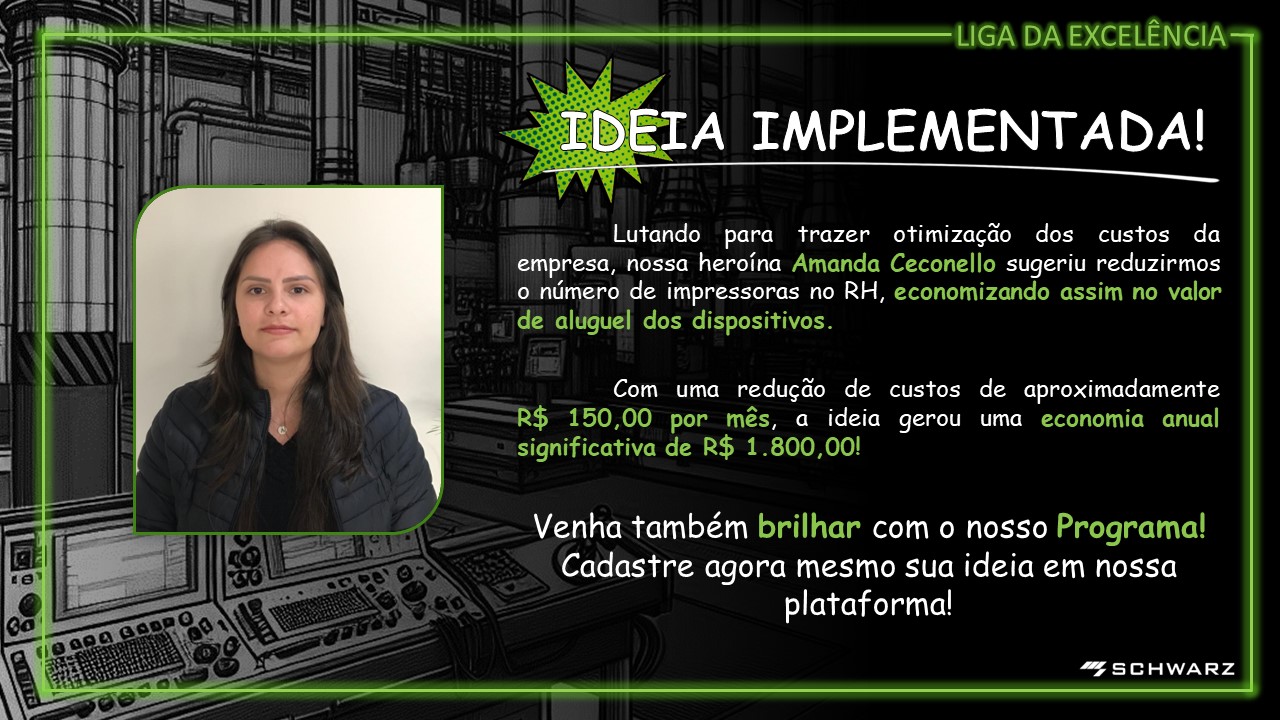 LIGA DA EXCELÊNCIA
IDEIA IMPLEMENTADA!
Lutando para trazer otimização dos custos da
empresa, nossa heroína Amanda Ceconello sugeriu reduzirmos
o número de impressoras no RH, economizando assim no valor
de aluguel dos dispositivos.
Com uma redução de custos de aproximadamente
R$ 150,00 por mês, a ideia gerou uma economia anual
significativa de R$ 1.800,00!
Venha também brilhar com o nosso Programa!
Cadastre agora mesmo sua ideia em nossa
plataforma!
SCHWARZ